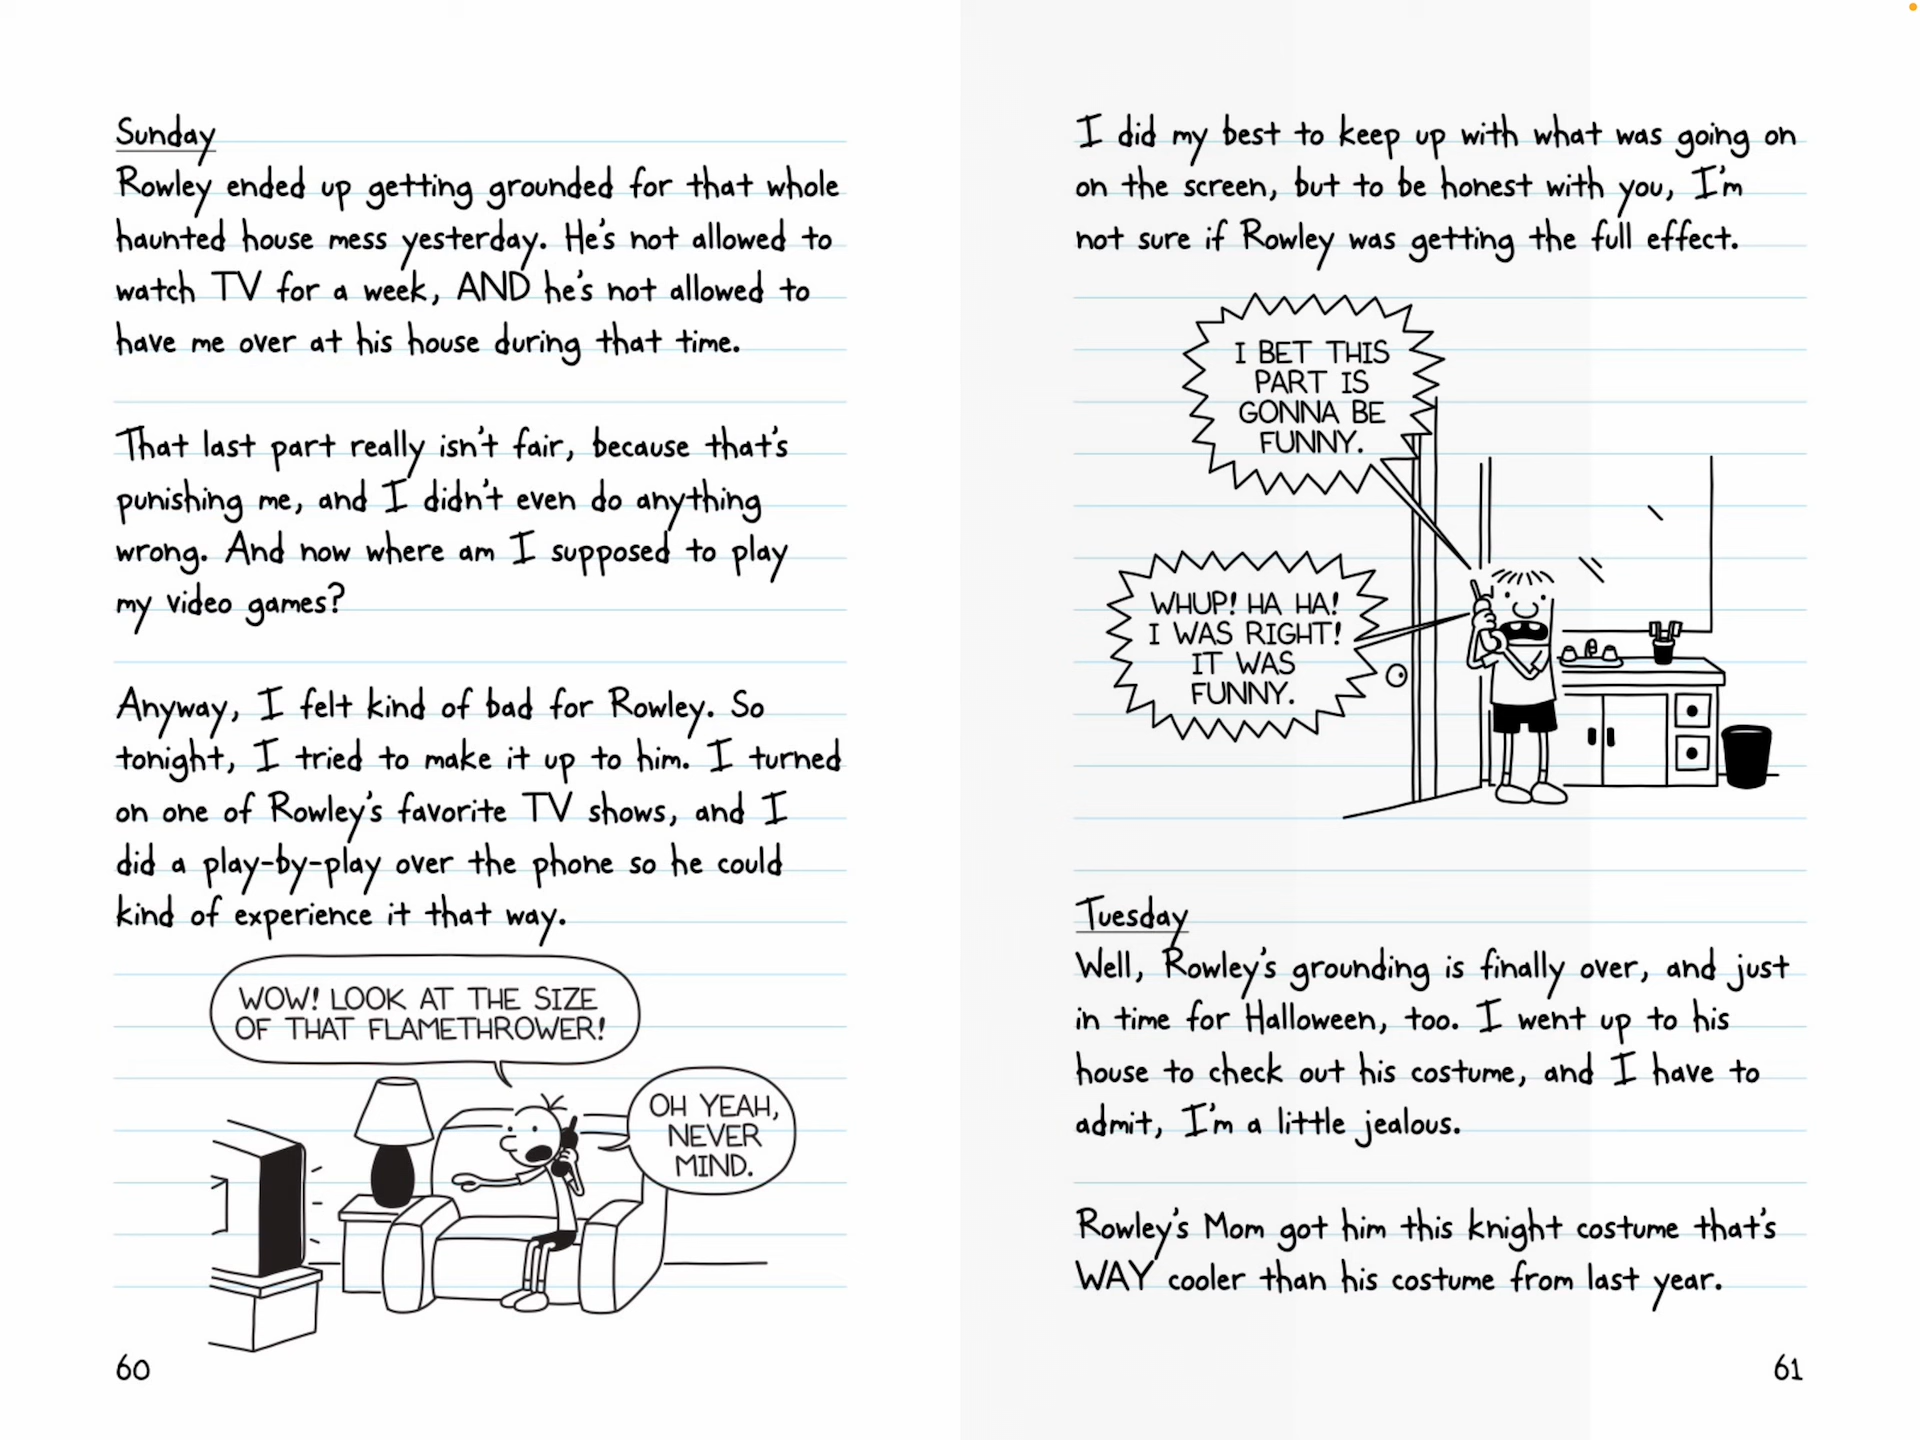 Sunday
Rowley ended up getting grounded for that whole
haunted house mess yesterday. He's not allowed to
watch TV for a week, AND he's not allowed to
have me over at his house during that time.
That last part really isn't fair, because that's
punishing me, and I didn't even do anything
wrong. And now where am I supposed to play
my video games?
Anyway, I felt kind of bad for Rowley. So
tonight, I tried to make it up to him. I turned
on one of Rowley's favorite TV shows, and I
did a play-by-play over the phone so he could
kind of experience it that way.
WOW! LOOK AT THE SIZE
OF THAT FLAMETHROWER!
OH YEAH,
NEVER
MIND.
60
I did my best to keep up with what was going on
on the screen, but to be honest with you, I'm
not sure if Rowley was getting the full effect.
I BET THIS
PART IS
GONNA BE
FUNNY.
WHUP! HA HA!
I WAS RIGHT!
IT WAS
FUNNY.
Tuesday
Well, Rowley's grounding is finally over, and just
in time for Halloween, too. I went up to his
house to check out his costume, and I have to
admit, I'm a little jealous.
Rowley's Mom got him this knight costume that's
WAY cooler than his costume from last year.
61